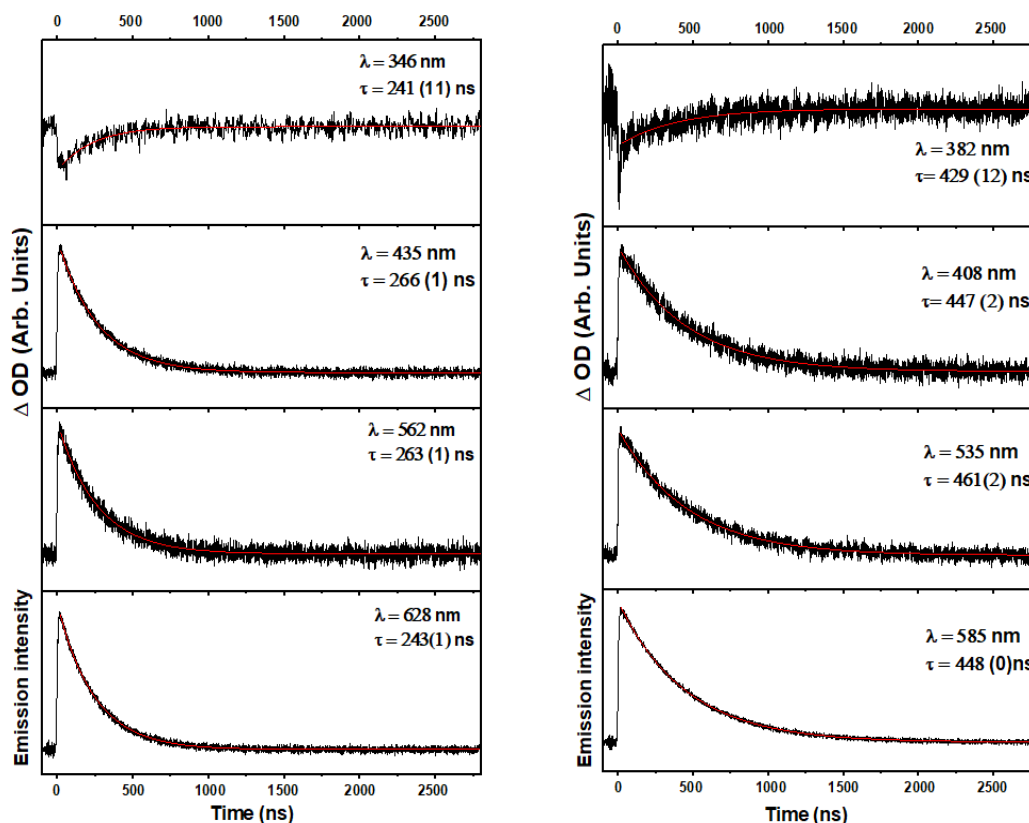 0 500 1000 1500 2000 2500
λ = 346 nm
τ = 241 (11) ns
λ = 435 nm
τ = 266 (1) ns
λ = 562 nm
τ = 263 (1) ns
λ = 628 nm
τ = 243(1) ns
Δ OD (Arb. Units)
Emission intensity
0 500 1000 1500 2000 2500
Time (ns)
0 500 1000 1500 2000 2500
λ = 382 nm
τ= 429 (12) ns
λ = 408 nm
τ = 447 (2) ns
λ = 535 nm
τ = 461(2) ns
λ = 585 nm
τ = 448 (0)ns
Δ OD (Arb. Units)
Emission intensity
0 500 1000 1500 2000 2500
Time (ns)